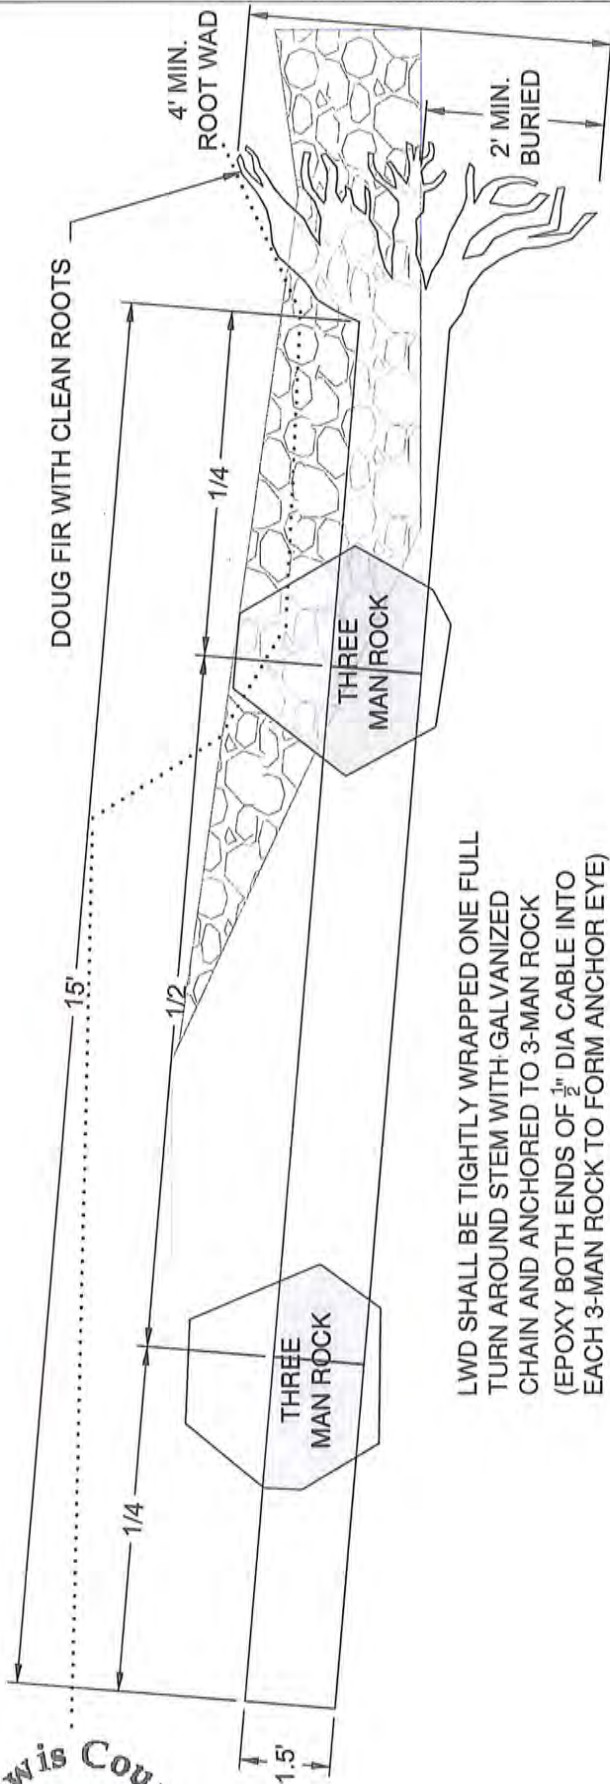 DOUG FIR WITH CLEAN ROOTS
4' MIN.
ROOT WAD
15'
1/4
1/2
1/4
2' MIN.
BURIED
THREE
MAN ROCK
THREE
MAN ROCK
1.5'
LWD SHALL BE TIGHTLY WRAPPED ONE FULL
TURN AROUND STEM WITH GALVANIZED
CHAIN AND ANCHORED TO 3-MAN ROCK
(EPOXY BOTH ENDS OF ½" DIA CABLE INTO
EACH 3-MAN ROCK TO FORM ANCHOR EYE)
wis Cou